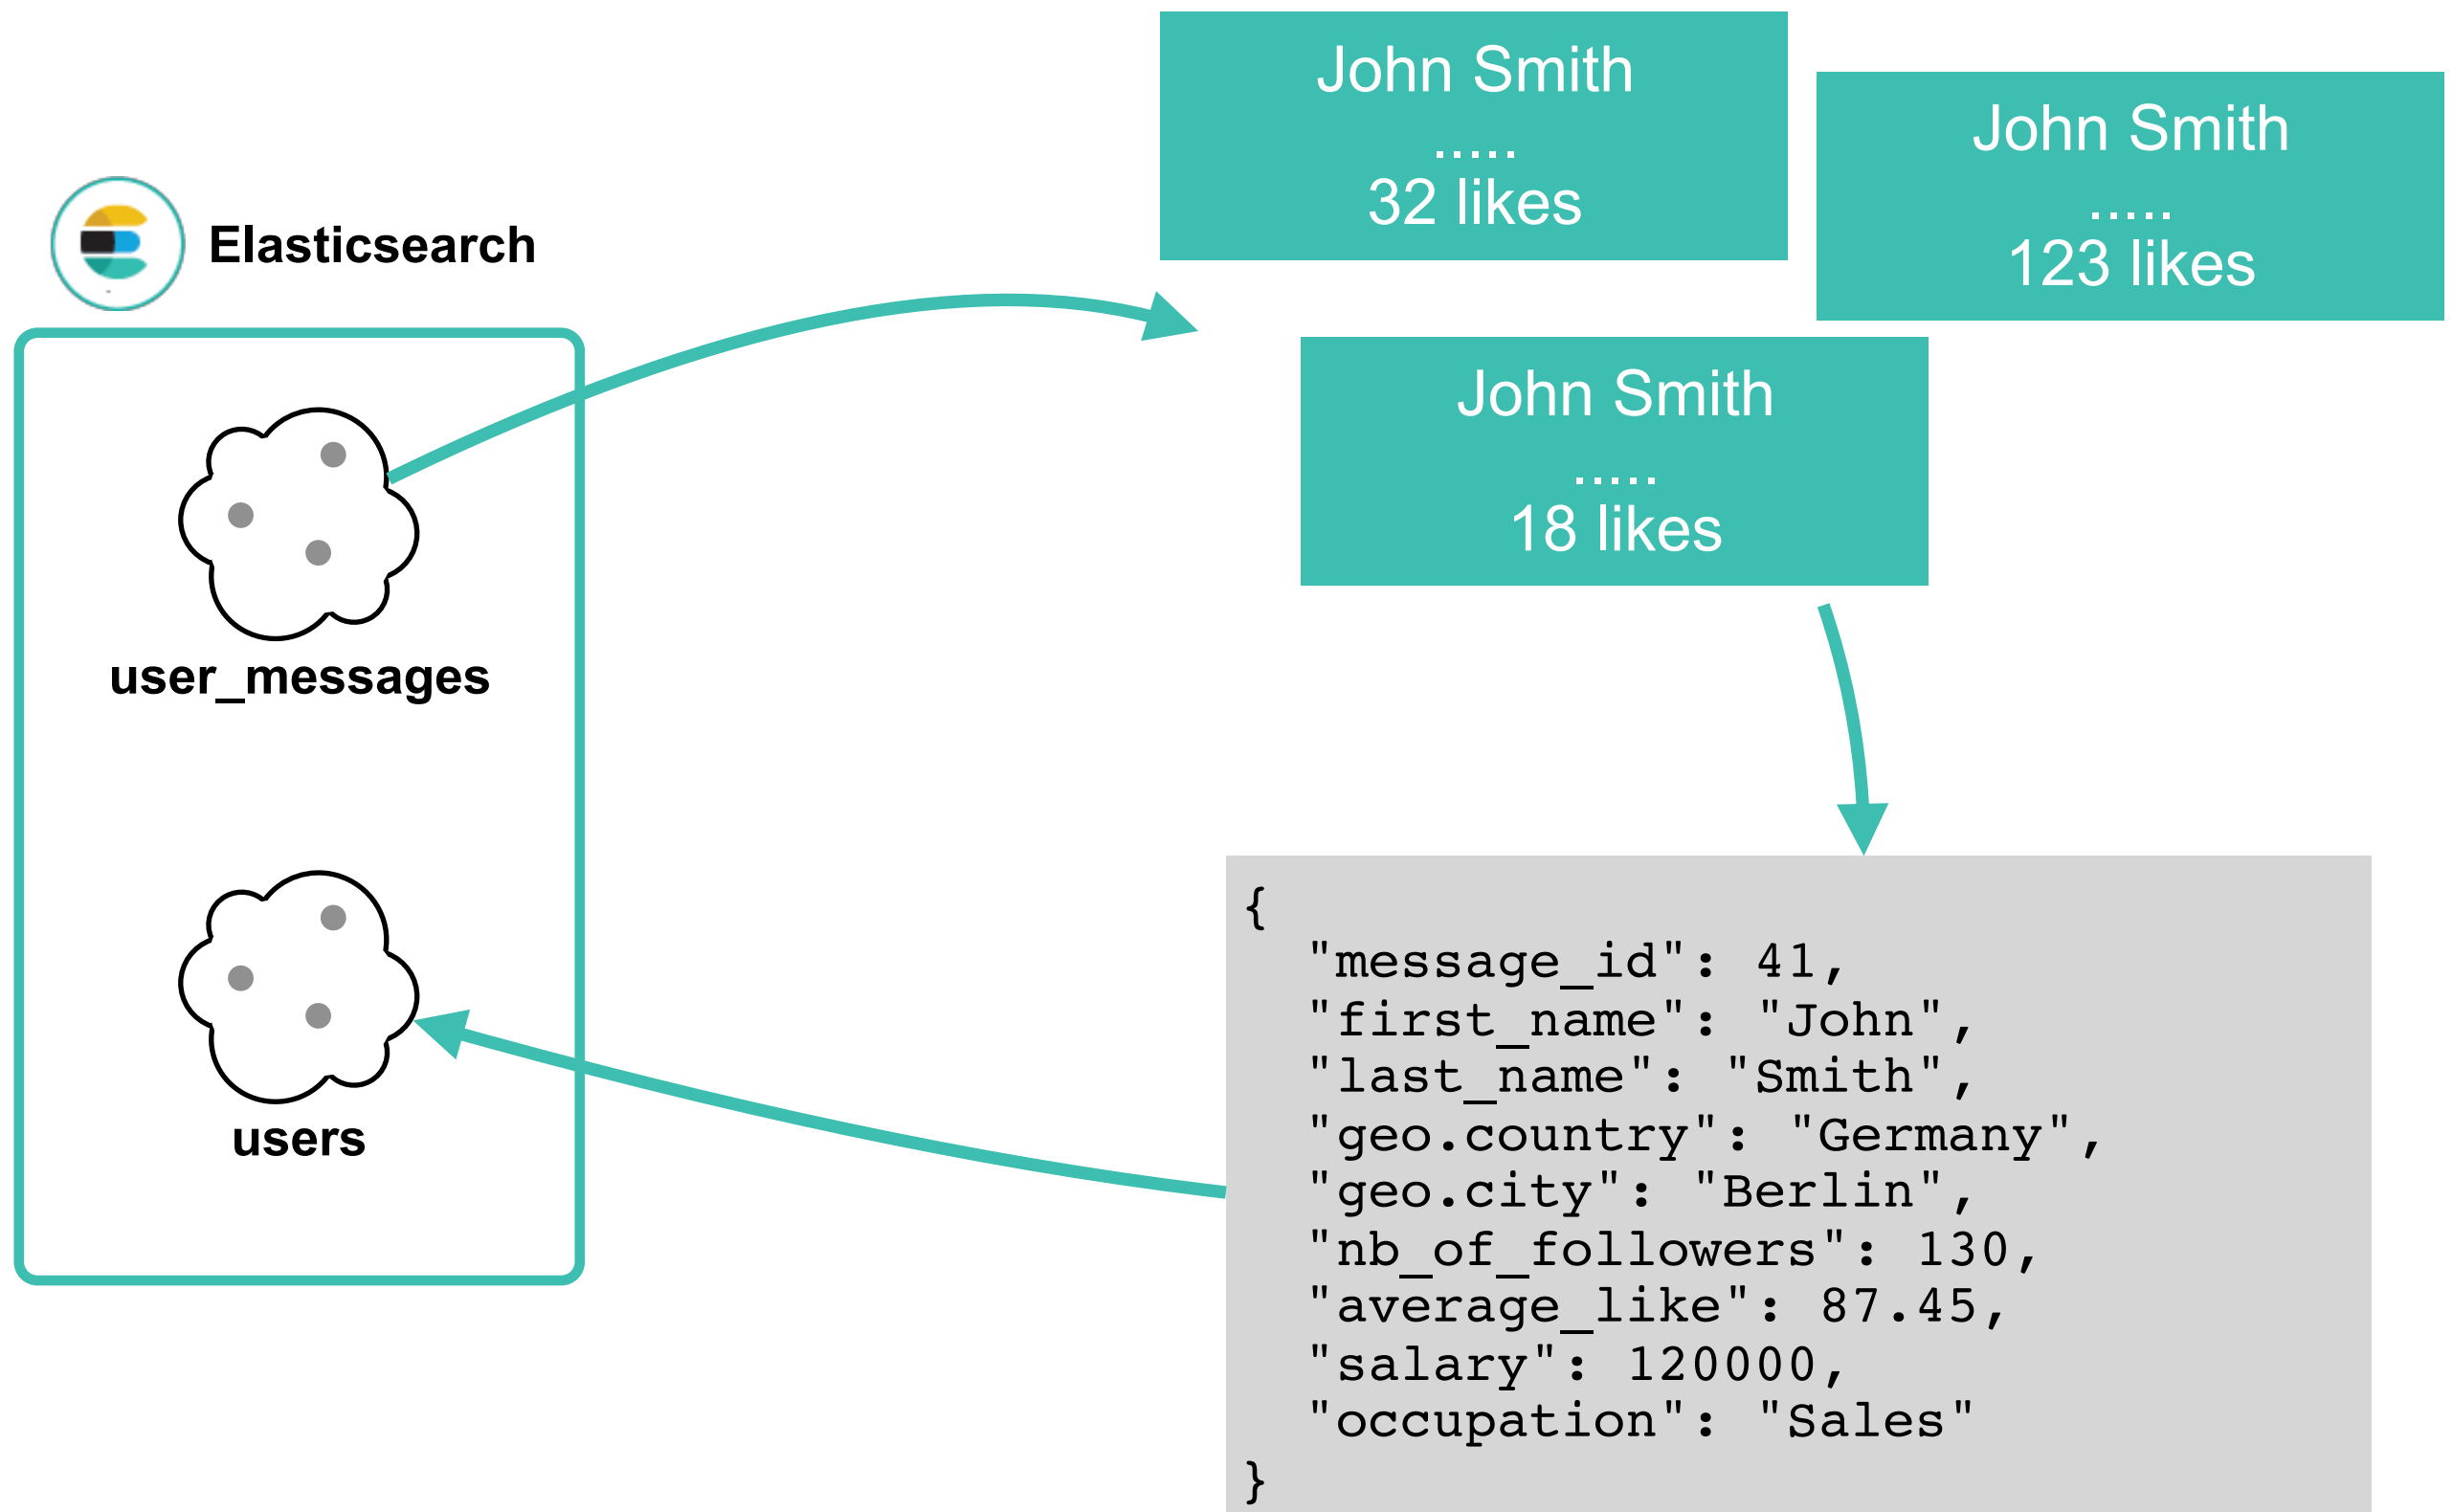 Elasticsearch
user_messages
users
John Smith
.....
32 likes
John Smith
.....
123 likes
John Smith
.....
18 likes
{
"message_id": 41,
"first_name": "John",
"last_name": "Smith",
"geo.country": "Germany",
"geo.city": "Berlin",
"nb_of_followers": 130,
"average_like": 87.45,
"salary": 120000,
"occupation": "Sales"
}